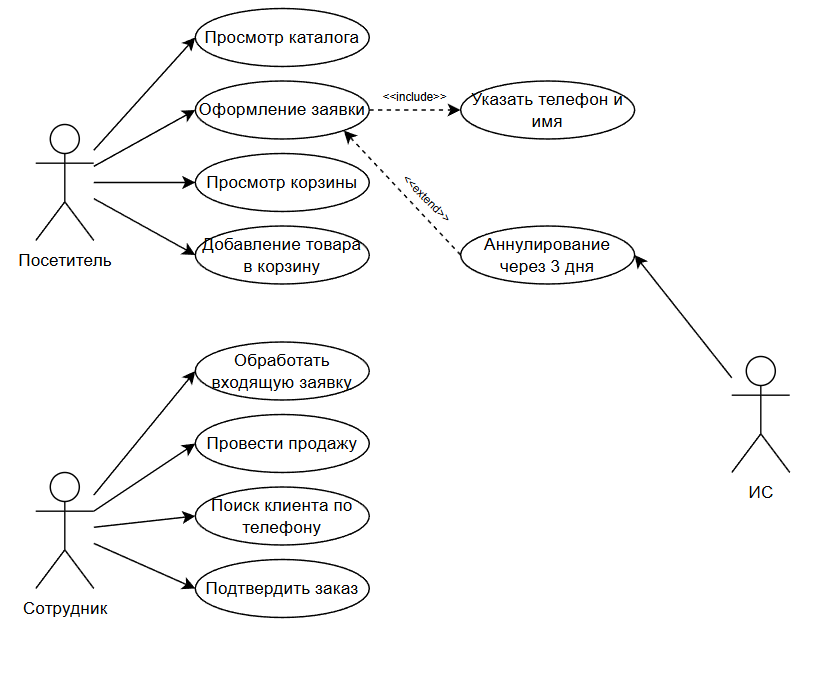 Просмотр каталога
Оформление заявки
<<include>>
Указать телефон и
имя
Просмотр корзины
<<extend>>
Добавление товара
в корзину
Аннулирование
через 3 дня
Посетитель
Обработать
входящую заявку
Провести продажу
ИС
Поиск клиента по
телефону
Подтвердить заказ
Сотрудник